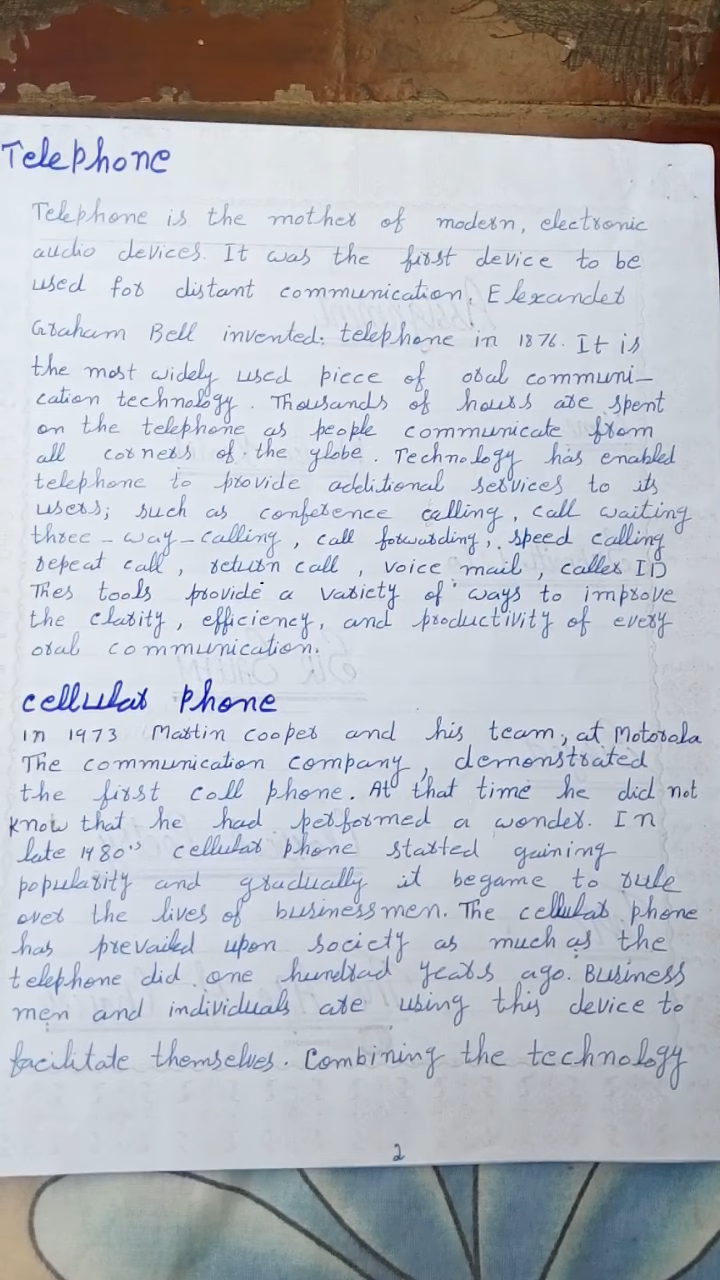 Telephone
Telephone is the mother of modern, electronic
audio devices. It was the first device to be
used for distant communication. Elexander
Graham Bell invented. telephone in 1876. It is
the most widely used piece of oral communi-
cation technology. Thousands of hours are spent
on the telephone as people communicate from
all corners of the globe. Technology has enabled
telephone to provide additional services to its
users; such as conference calling, call waiting
three-way-calling, call forwarding, speed calling
repeat call, return call, voice mail, caller ID
Thes tools provide a variety of ways to improve
the clarity, efficiency, and productivity of every
oral communication.
cellular phone
in 1973 Martin cooper and his team, at Motorola
The communication company, demonstrated
the first coll phone. At that time he did not
know that he had performed a wonder. In
late 1980's cellular phone started gaining
popularity and gradually it begame to rule
over the lives of businessmen. The cellular phone
has prevailed upon society as much as the
telephone did one hundrad years ago. Business
men and individuals are using this device to
facilitate themselves. Combining the technology
2